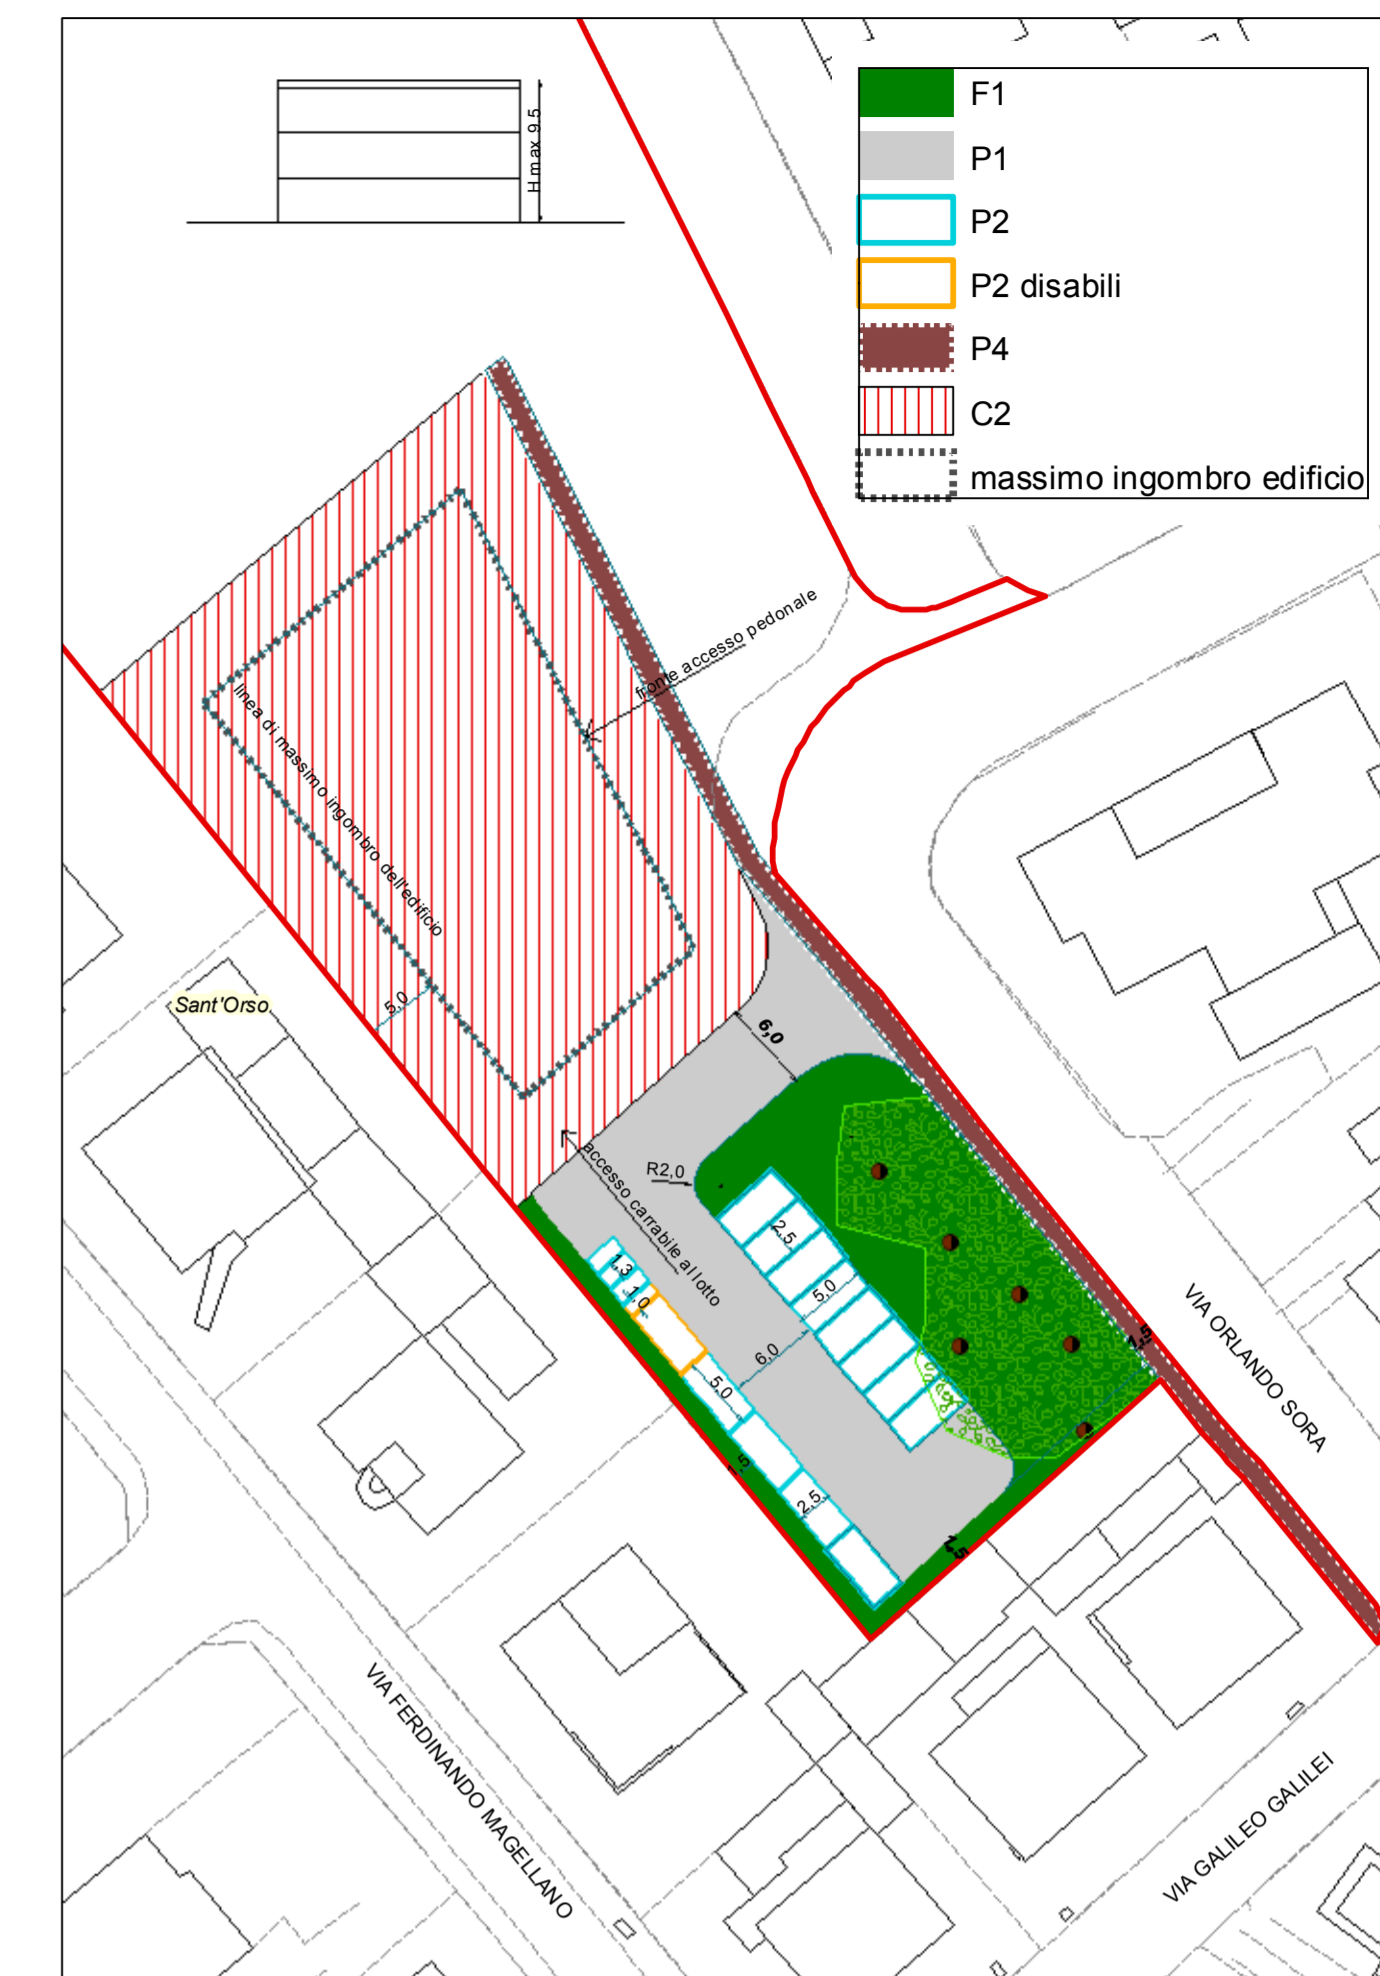 H max 9.5
F1
P1
P2
P2 disabili
P4
C2
massimo ingombro edificio
fronte accesso pedonale
linea di massimo ingombro dell'edificio
5,0
Sant'Orso
6,0
R2,0
accesso carrabile al lotto
2,5
1,3
1,0
5,0
6,0
5,0
2,5
1,5
1,5
VIA ORLANDO SORA
VIA FERDINANDO MAGELLANO
VIA GALILEO GALILEI